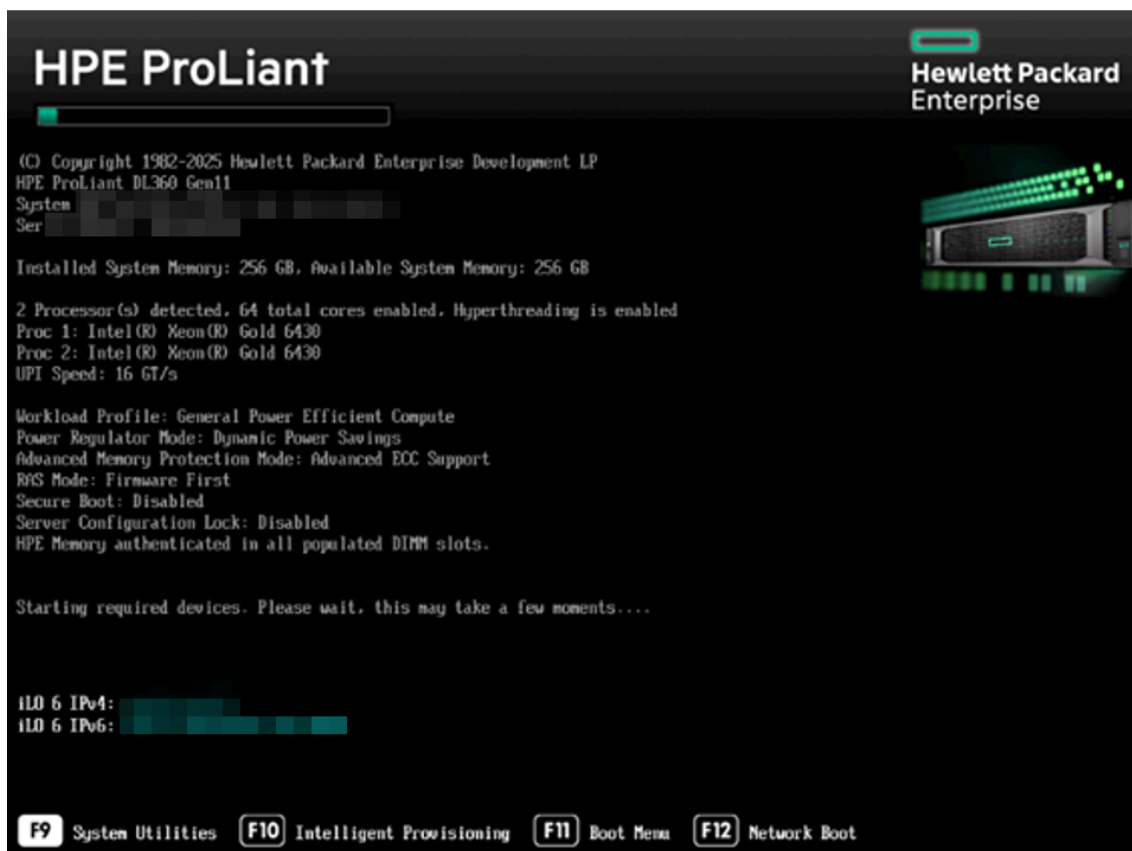 HPE ProLiant
Hewlett Packard
Enterprise
(C) Copyright 1982-2025 Hewlett Packard Enterprise Development LP
HPE ProLiant DL360 Gen11
System
Ser
Installed System Memory: 256 GB, Available System Memory: 256 GB
2 Processor(s) detected, 64 total cores enabled, Hyperthreading is enabled
Proc 1: Intel(R) Xeon(R) Gold 6430
Proc 2: Intel(R) Xeon(R) Gold 6430
UPI Speed: 16 GT/s
Workload Profile: General Power Efficient Compute
Power Regulator Mode: Dynamic Power Savings
Advanced Memory Protection Mode: Advanced ECC Support
RAS Mode: Firmware First
Secure Boot: Disabled
Server Configuration Lock: Disabled
HPE Memory authenticated in all populated DIMM slots.
Starting required devices. Please wait, this may take a few moments....
iLO 6 IPv4:
iLO 6 IPv6:
F9 System Utilities F10 Intelligent Provisioning F11 Boot Menu F12 Network Boot